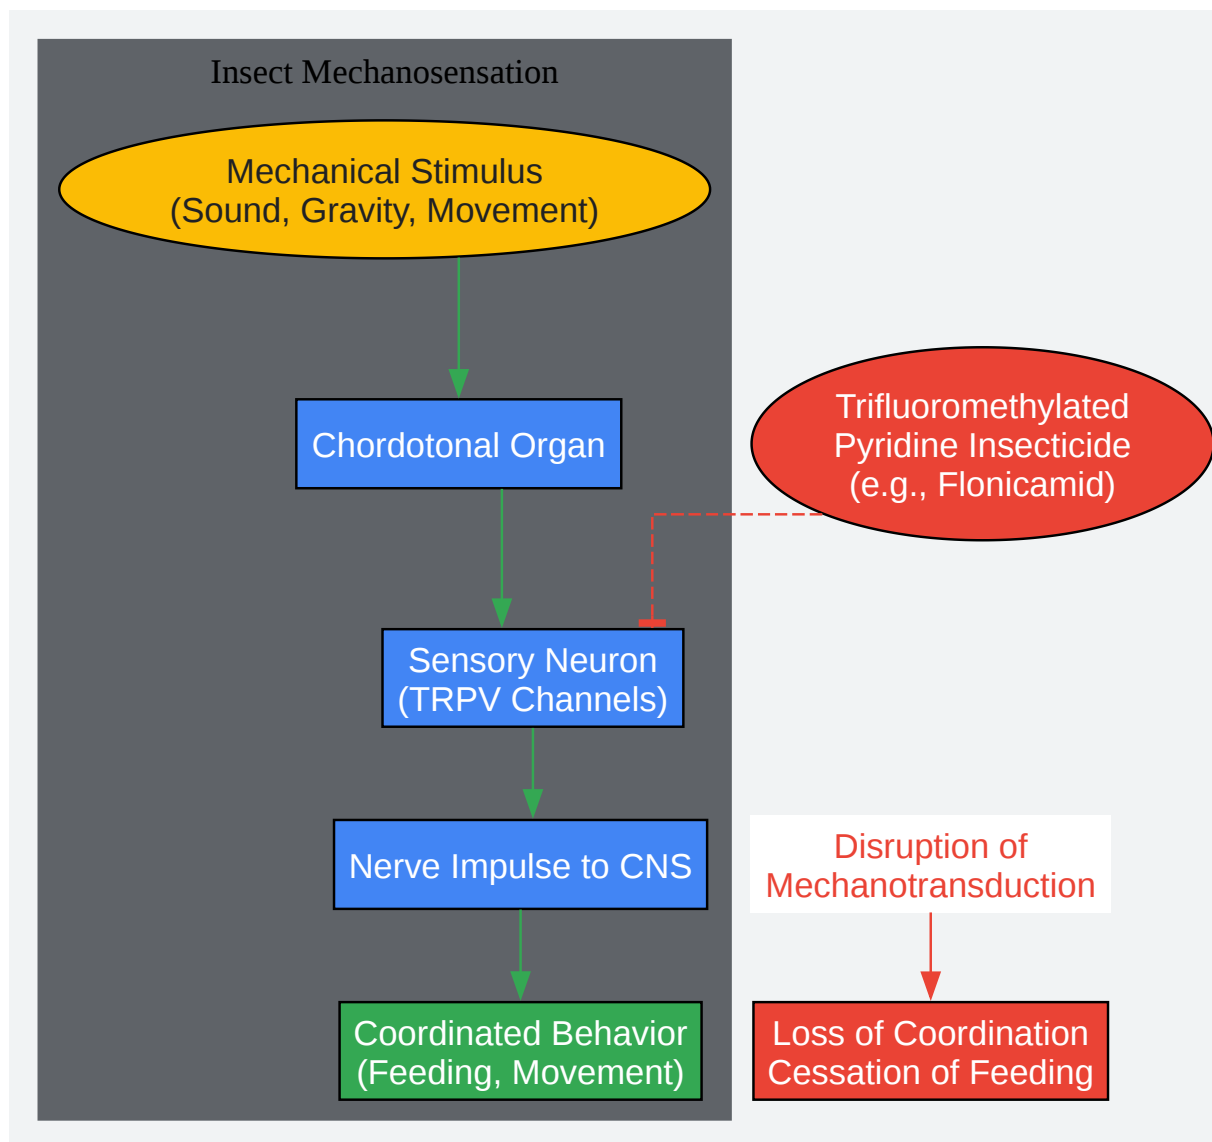 Insect Mechanosensation
Mechanical Stimulus
(Sound, Gravity, Movement)
Chordotonal Organ
Trifluoromethylated
Pyridine Insecticide
(e.g., Flonicamid)
Sensory Neuron
(TRPV Channels)
Nerve Impulse to CNS
Disruption of
Mechanotransduction
Coordinated Behavior
(Feeding, Movement)
Loss of Coordination
Cessation of Feeding